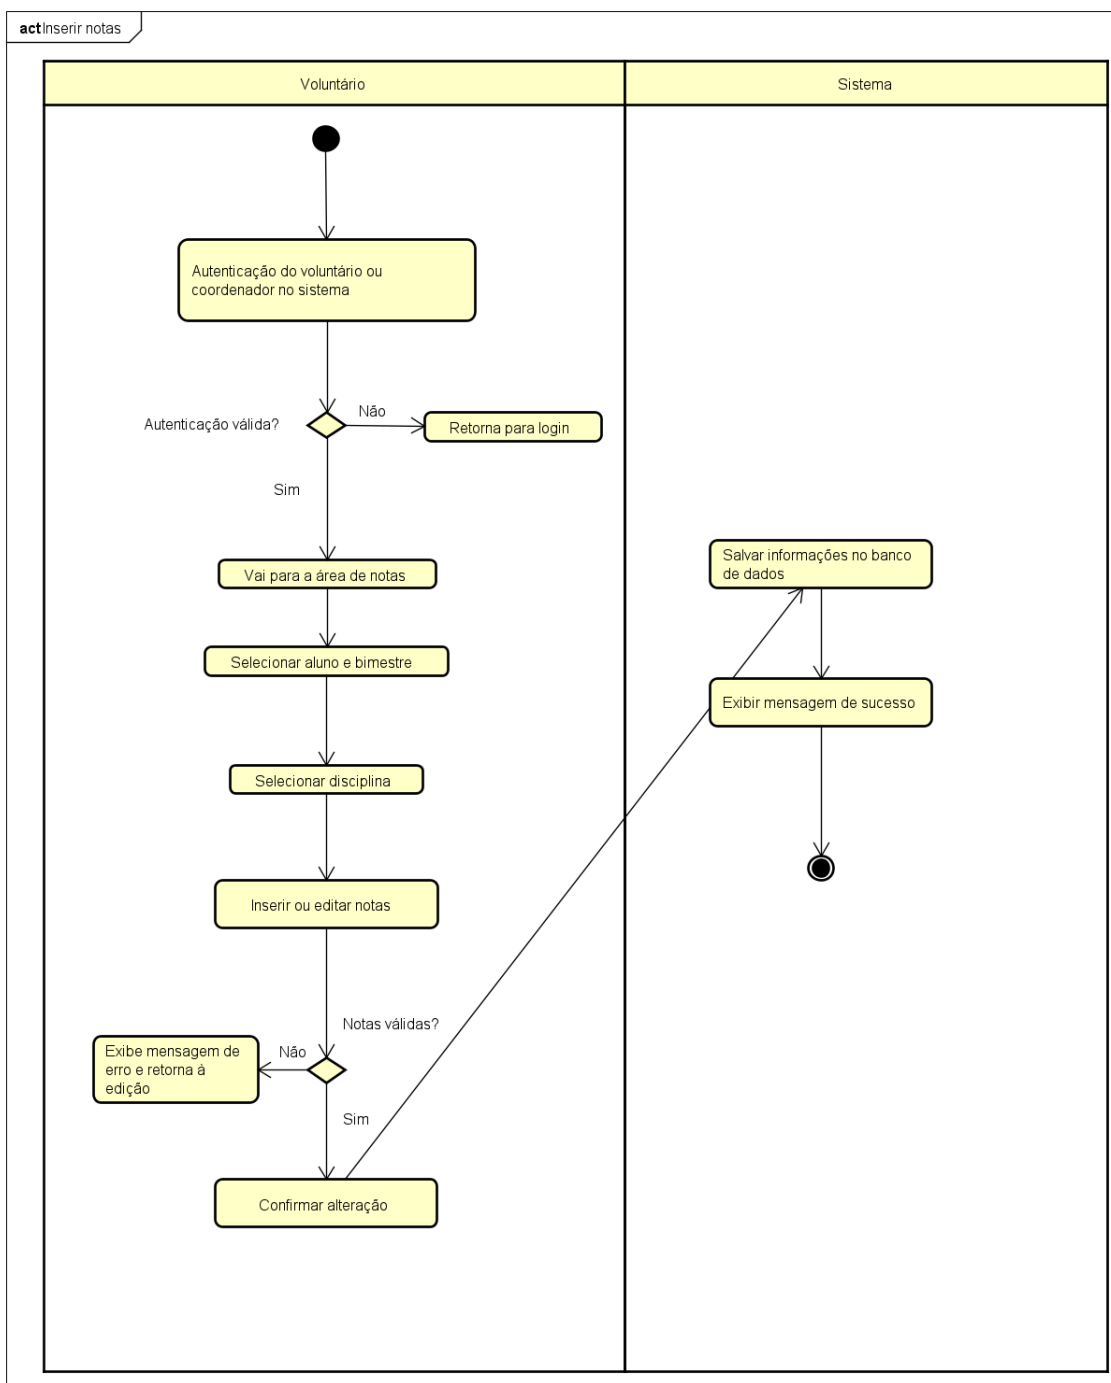 actInserir notas
Voluntário
Sistema
Autenticação do voluntário ou
coordenador no sistema
Autenticação válida?
Não
Retorna para login
Sim
Vai para a área de notas
Selecionar aluno e bimestre
Selecionar disciplina
Inserir ou editar notas
Notas válidas?
Não
Exibe mensagem de
erro e retorna à
edição
Sim
Confirmar alteração
Salvar informações no banco
de dados
Exibir mensagem de sucesso